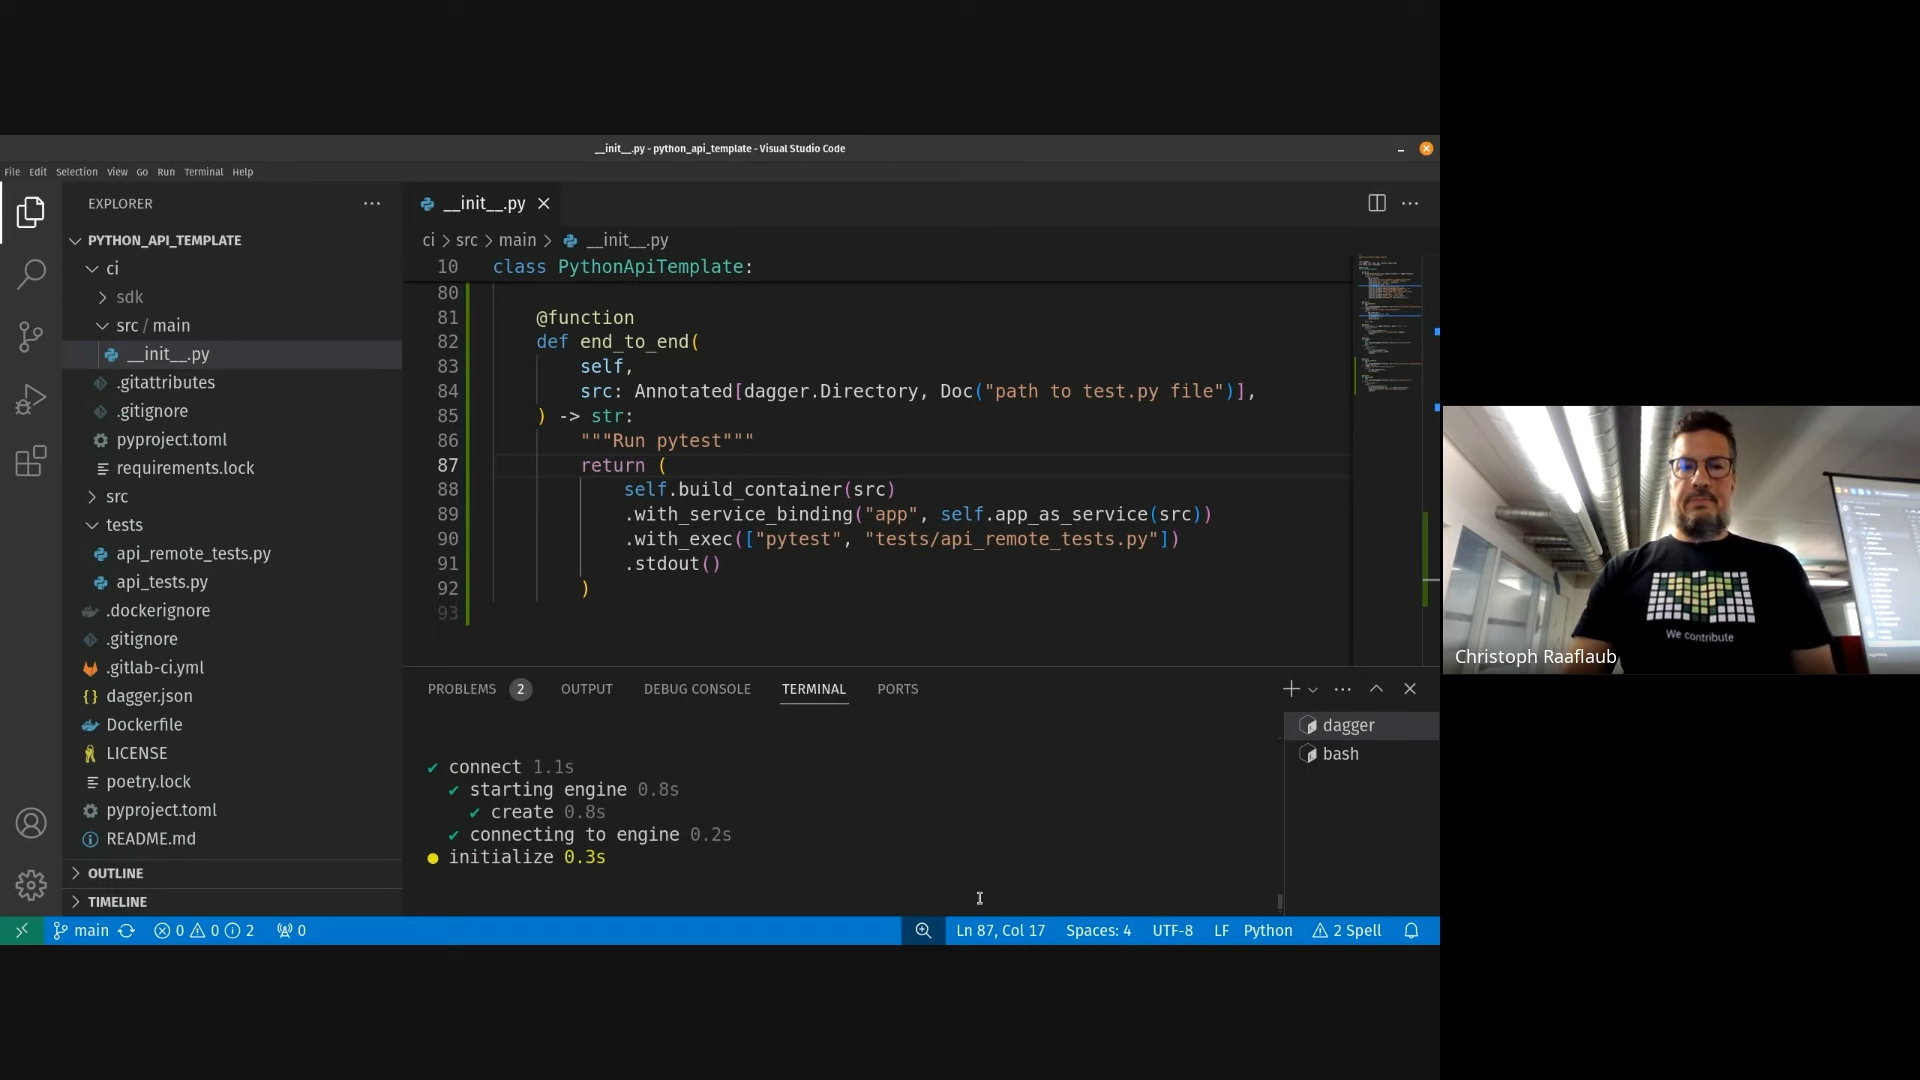 __init__.py - python_api_template - Visual Studio Code
File Edit Selection View Go Run Terminal Help
EXPLORER
PYTHON_API_TEMPLATE
ci
sdk
src / main
__init__.py
.gitattributes
.gitignore
pyproject.toml
requirements.lock
src
tests
api_remote_tests.py
api_tests.py
.dockerignore
.gitignore
.gitlab-ci.yml
dagger.json
Dockerfile
LICENSE
poetry.lock
pyproject.toml
README.md
OUTLINE
TIMELINE
__init__.py
ci > src > main > __init__.py
10 class PythonApiTemplate:
80
81 @function
82 def end_to_end(
83 self,
84 src: Annotated[dagger.Directory, Doc("path to test.py file")],
85 ) -> str:
86 """Run pytest"""
87 return (
88 self.build_container(src)
89 .with_service_binding("app", self.app_as_service(src))
90 .with_exec(["pytest", "tests/api_remote_tests.py"])
91 .stdout()
92 )
93
PROBLEMS 2 OUTPUT DEBUG CONSOLE TERMINAL PORTS
✔ connect 1.1s
✔ starting engine 0.8s
✔ create 0.8s
✔ connecting to engine 0.2s
● initialize 0.3s
dagger
bash
main 0 0 2 0 Ln 87, Col 17 Spaces: 4 UTF-8 LF Python 2 Spell
We contribute
Christoph Raaflaub